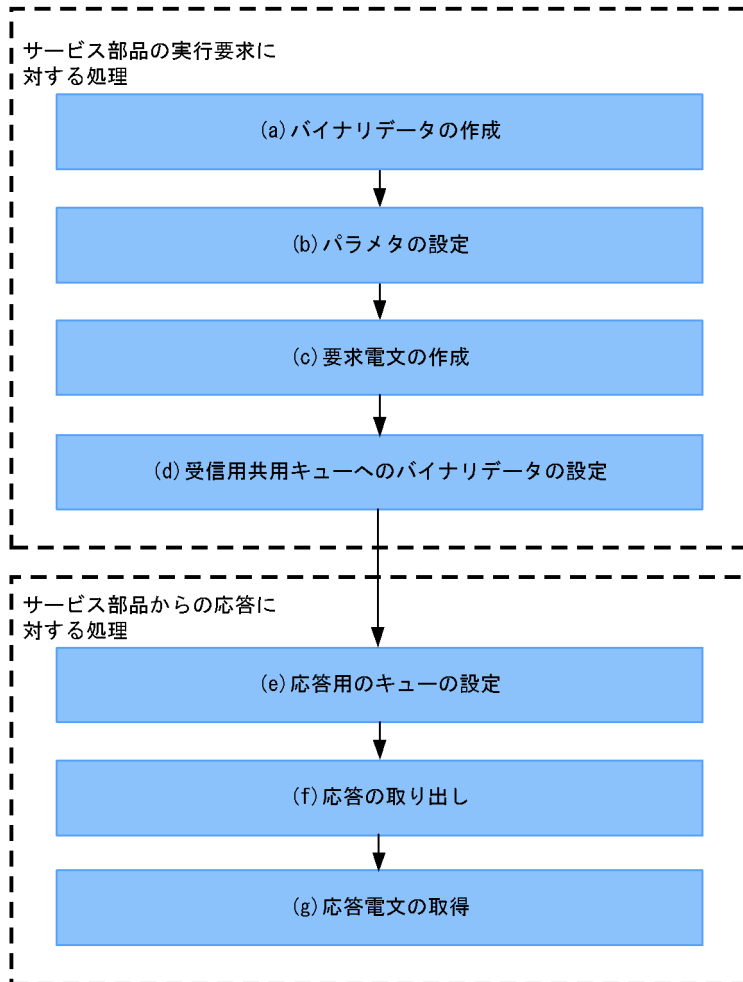 サービス部品の実行要求に
対する処理
(a)バイナリデータの作成
(b)パラメタの設定
(c)要求電文の作成
(d)受信用共用キューへのバイナリデータの設定
サービス部品からの応答に
対する処理
(e)応答用のキューの設定
(f)応答の取り出し
(g)応答電文の取得